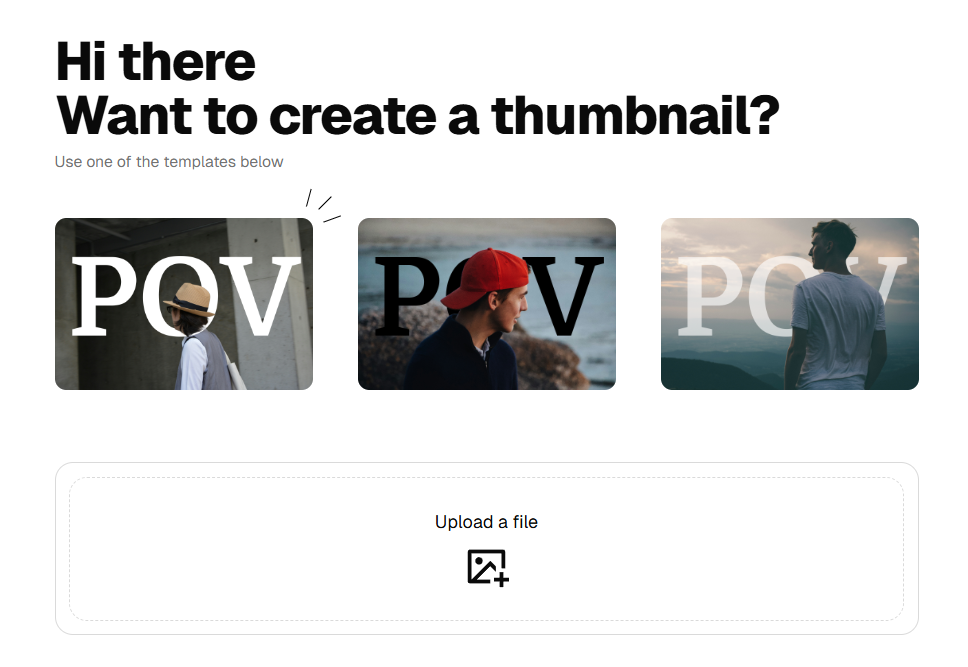 Hi there
Want to create a thumbnail?
Use one of the templates below
POV
POV
POV
Upload a file